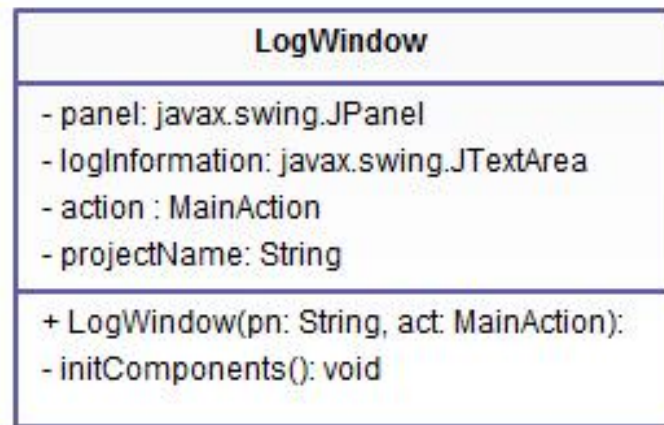 LogWindow
- panel: javax.swing.JPanel
- logInformation: javax.swing.JTextArea
- action : MainAction
- projectName: String
+ LogWindow(pn: String, act: MainAction):
- initComponents(): void